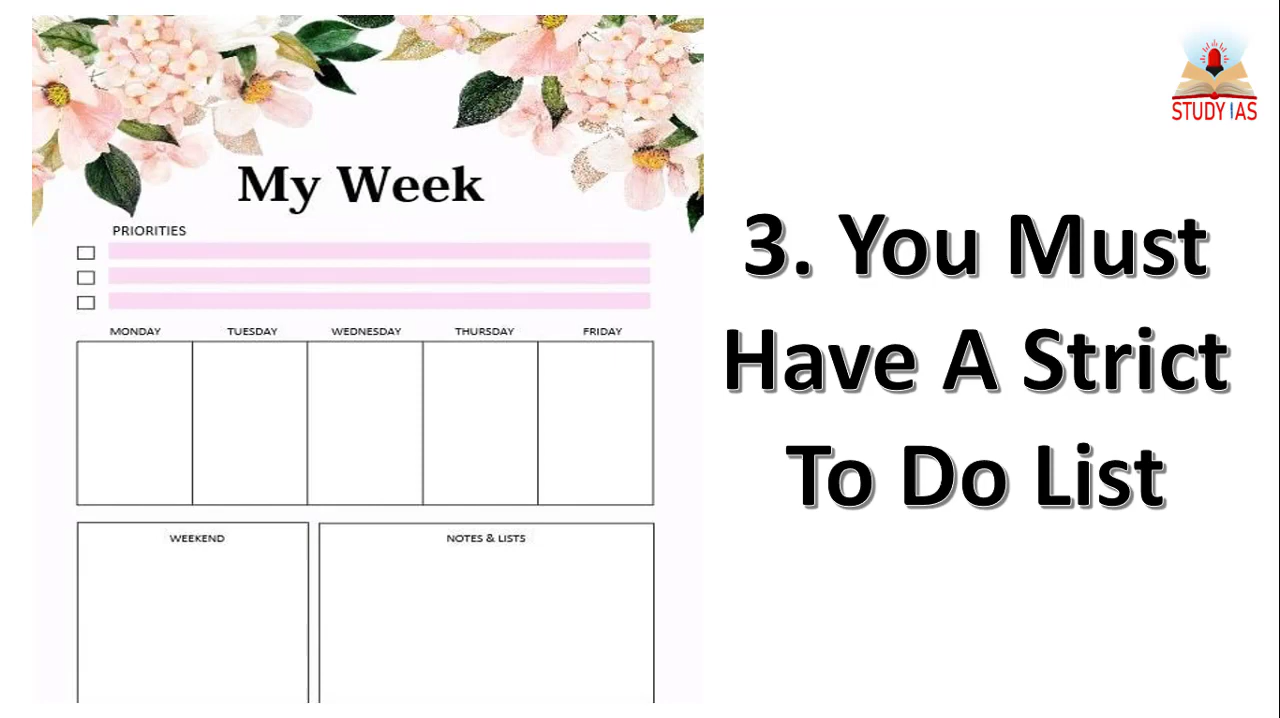 My Week
PRIORITIES
MONDAY TUESDAY WEDNESDAY THURSDAY FRIDAY
WEEKEND
NOTES & LISTS
STUDY IAS
3. You Must
Have A Strict
To Do List